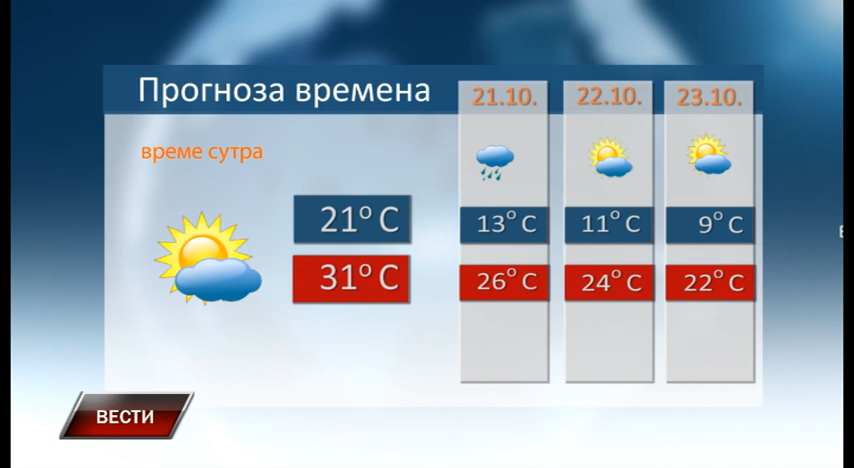 Прогноза времена
време сутра
21° C
31° C
21.10.
13° C
26° C
22.10.
11° C
24° C
23.10.
9° C
22° C
ВЕСТИ